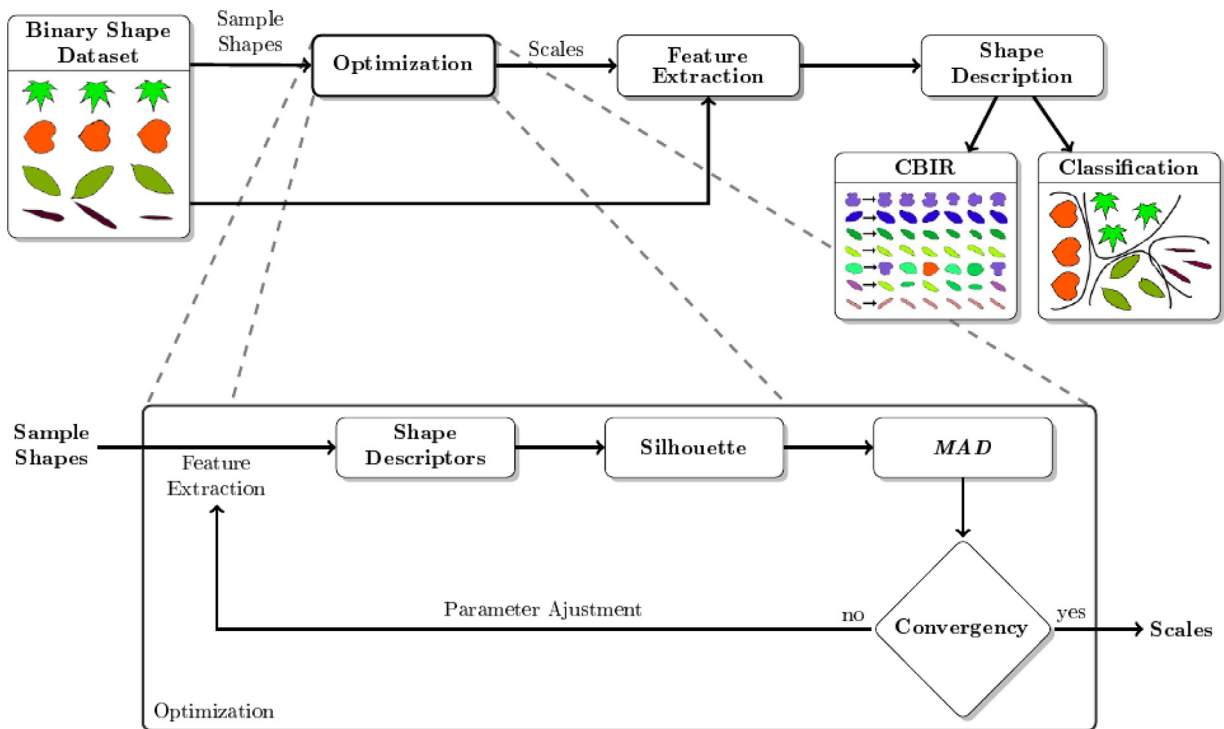 Binary Shape
Dataset
Sample
Shapes
Optimization
Scales
Feature
Extraction
Shape
Description
CBIR
Classification
Sample
Shapes
Feature
Extraction
Shape
Descriptors
Silhouette
MAD
Convergency
no
yes
Parameter Ajustment
Scales
Optimization